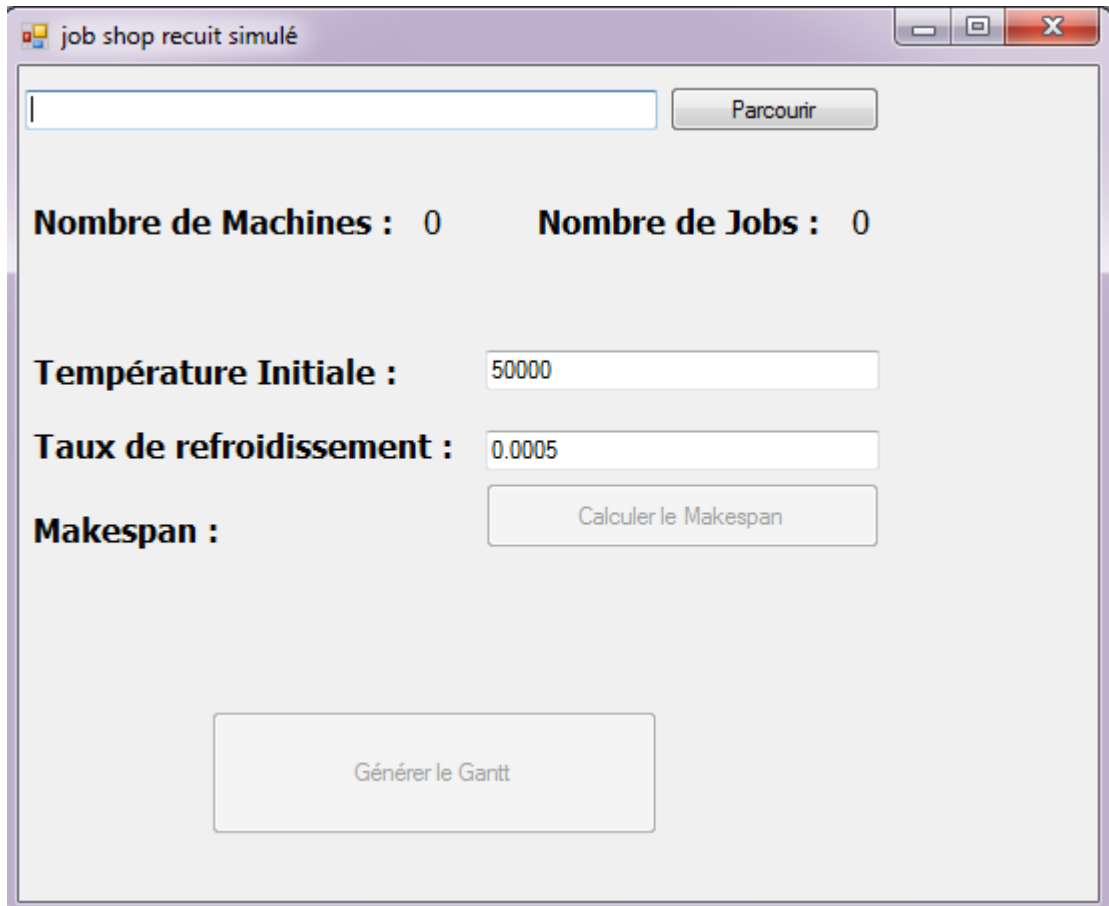 job shop recuit simulé
Parcourir
Nombre de Machines : 0 Nombre de Jobs : 0
Température Initiale : 50000
Taux de refroidissement : 0.0005
Calculer le Makespan
Makespan :
Générer le Gantt